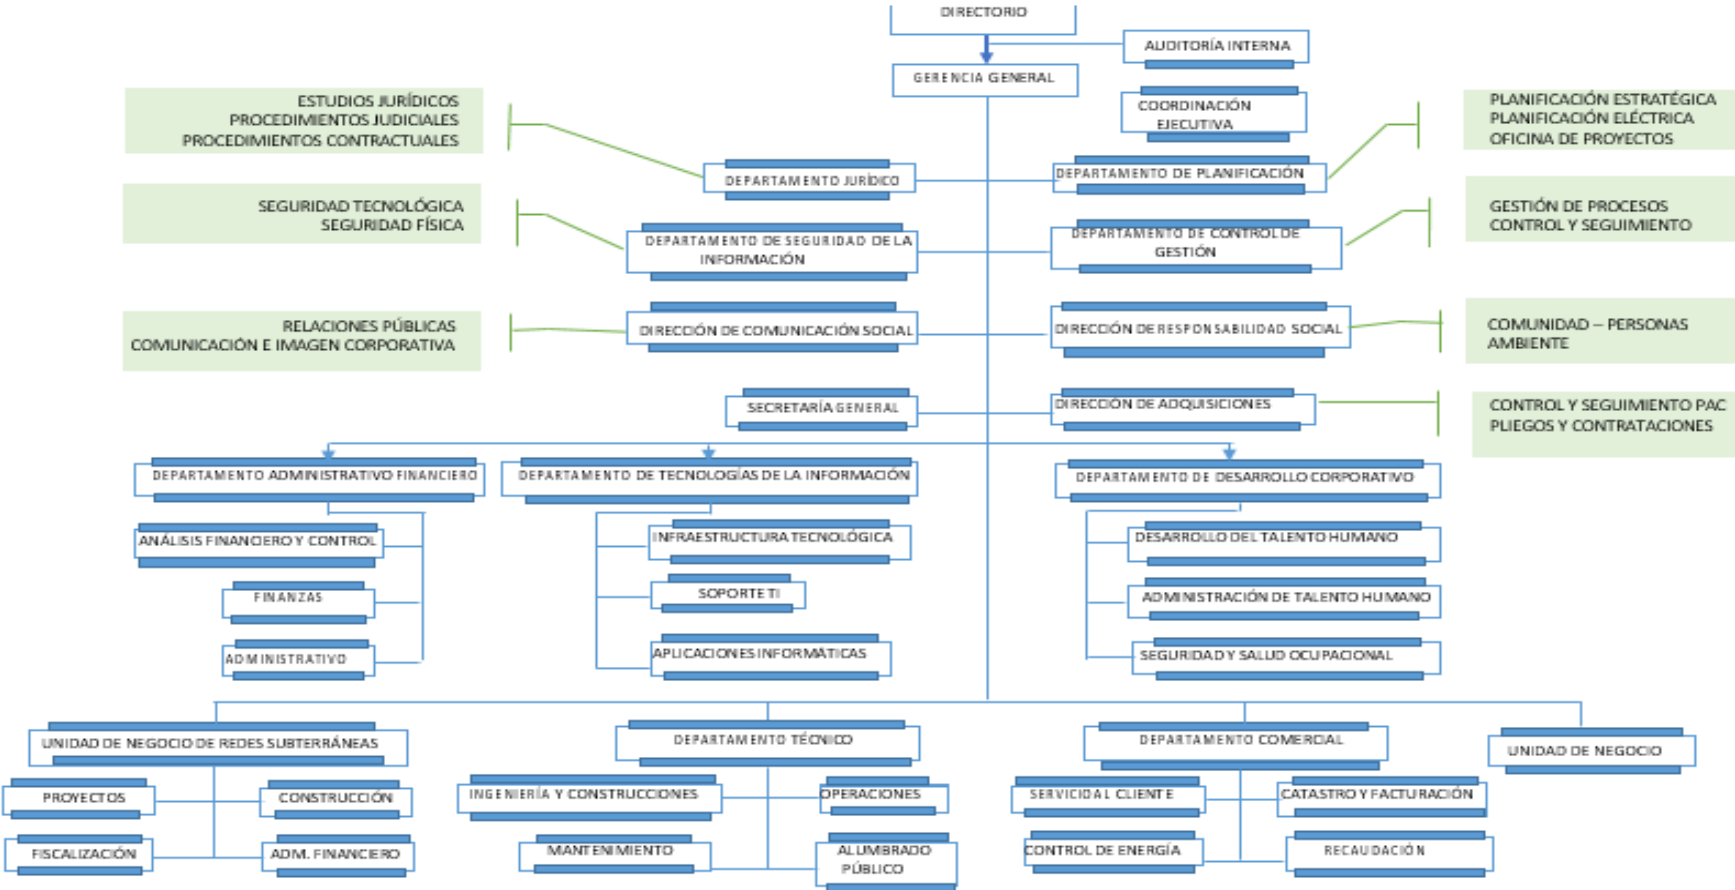 DIRECTORIO
AUDITORÍA INTERNA
GERENCIA GENERAL
COORDINACIÓN
EJECUTIVA
ESTUDIOS JURÍDICOS
PROCEDIMIENTOS JUDICIALES
PROCEDIMIENTOS CONTRACTUALES
PLANIFICACIÓN ESTRATÉGICA
PLANIFICACIÓN ELÉCTRICA
OFICINA DE PROYECTOS
DEPARTAMENTO JURÍDICO
DEPARTAMENTO DE PLANIFICACIÓN
SEGURIDAD TECNOLÓGICA
SEGURIDAD FÍSICA
GESTIÓN DE PROCESOS
CONTROL Y SEGUIMIENTO
DEPARTAMENTO DE SEGURIDAD DE LA
INFORMACIÓN
DEPARTAMENTO DE CONTROL DE
GESTIÓN
RELACIONES PÚBLICAS
COMUNICACIÓN E IMAGEN CORPORATIVA
DIRECCIÓN DE COMUNICACIÓN SOCIAL
DIRECCIÓN DE RESPONSABILIDAD SOCIAL
COMUNIDAD – PERSONAS
AMBIENTE
SECRETARÍA GENERAL
DIRECCIÓN DE ADQUISICIONES
CONTROL Y SEGUIMIENTO PAC
PLIEGOS Y CONTRATACIONES
DEPARTAMENTO ADMINISTRATIVO FINANCIERO
DEPARTAMENTO DE TECNOLOGÍAS DE LA INFORMACIÓN
DEPARTAMENTO DE DESARROLLO CORPORATIVO
ANÁLISIS FINANCIERO Y CONTROL
FINANZAS
ADMINISTRATIVO
INFRAESTRUCTURA TECNOLÓGICA
SOPORTE TI
APLICACIONES INFORMÁTICAS
DESARROLLO DEL TALENTO HUMANO
ADMINISTRACIÓN DE TALENTO HUMANO
SEGURIDAD Y SALUD OCUPACIONAL
UNIDAD DE NEGOCIO DE REDES SUBTERRÁNEAS
DEPARTAMENTO TÉCNICO
DEPARTAMENTO COMERCIAL
UNIDAD DE NEGOCIO
PROYECTOS
CONSTRUCCIÓN
FISCALIZACIÓN
ADM. FINANCIERO
INGENIERÍA Y CONSTRUCCIONES
OPERACIONES
MANTENIMIENTO
ALUMBRADO
PÚBLICO
SERVICIDAL CLIENTE
CATASTRO Y FACTURACIÓN
CONTROL DE ENERGÍA
RECAUDACIÓN